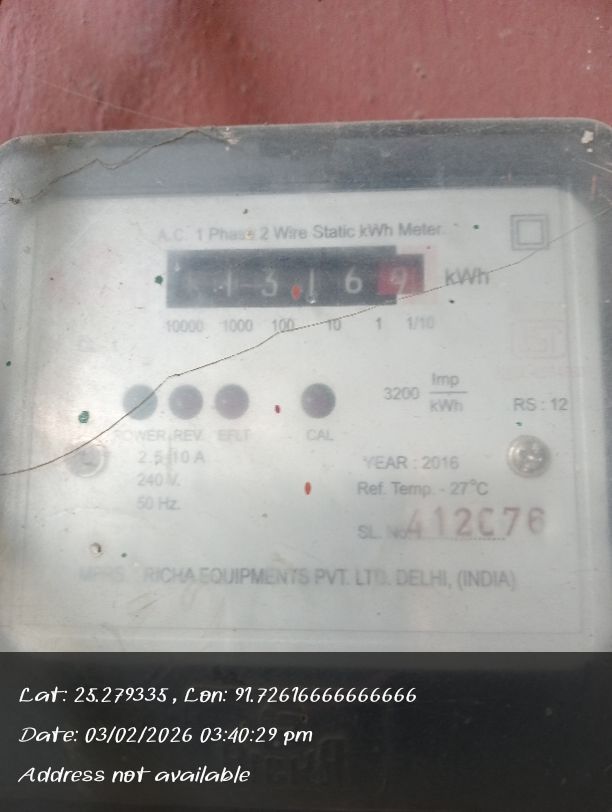 A.C. 1 Phase 2 Wire Static kWh Meter
1 3 1 6 9 kWh
10000 1000 100 10 1 1/10
3200 Imp
kWh
RS : 12
POWER REV. EFLT CAL
2.5-10 A
240 V.
50 Hz.
YEAR : 2016
Ref. Temp. - 27°C
SL. No. 412C76
RICHA EQUIPMENTS PVT. LTD. DELHI, (INDIA)
Lat: 25.279335 , Lon: 91.72616666666666
Date: 03/02/2026 03:40:29 pm
Address not available